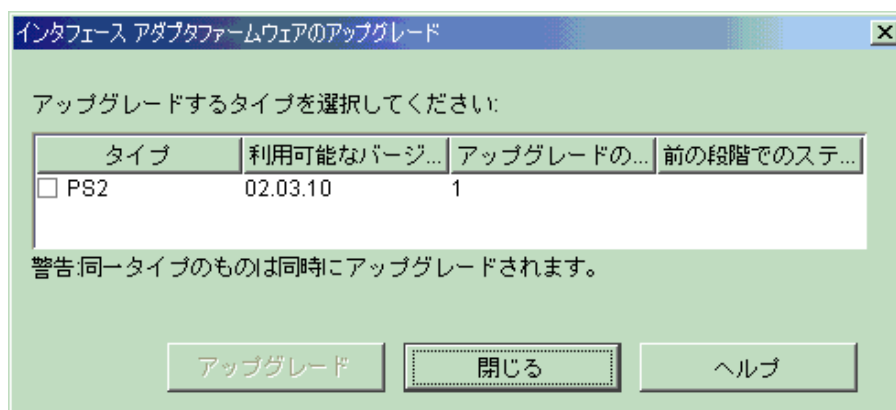 インタフェース アダプタファームウェアのアップグレード
アップグレードするタイプを選択してください:
タイプ 利用可能なバージ... アップグレードの... 前の段階でのステ...
PS2 02.03.10 1
警告:同一タイプのものは同時にアップグレードされます。
アップグレード 閉じる ヘルプ